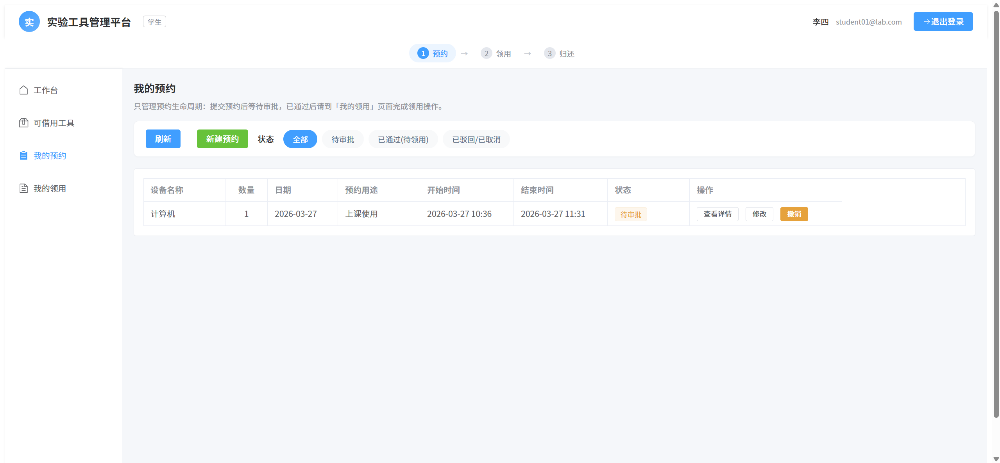 实 实验工具管理平台 学生 李四 student01@lab.com →退出登录
1 预约 → 2 领用 → 3 归还
工作台
可借用工具
我的预约
我的领用
我的预约
只管理预约生命周期：提交预约后等待审批，已通过后请到「我的领用」页面完成领用操作。
刷新 新建预约 状态 全部 待审批 已通过(待领用) 已驳回/已取消
设备名称 数量 日期 预约用途 开始时间 结束时间 状态 操作
计算机 1 2026-03-27 上课使用 2026-03-27 10:36 2026-03-27 11:31 待审批 查看详情 修改 撤销